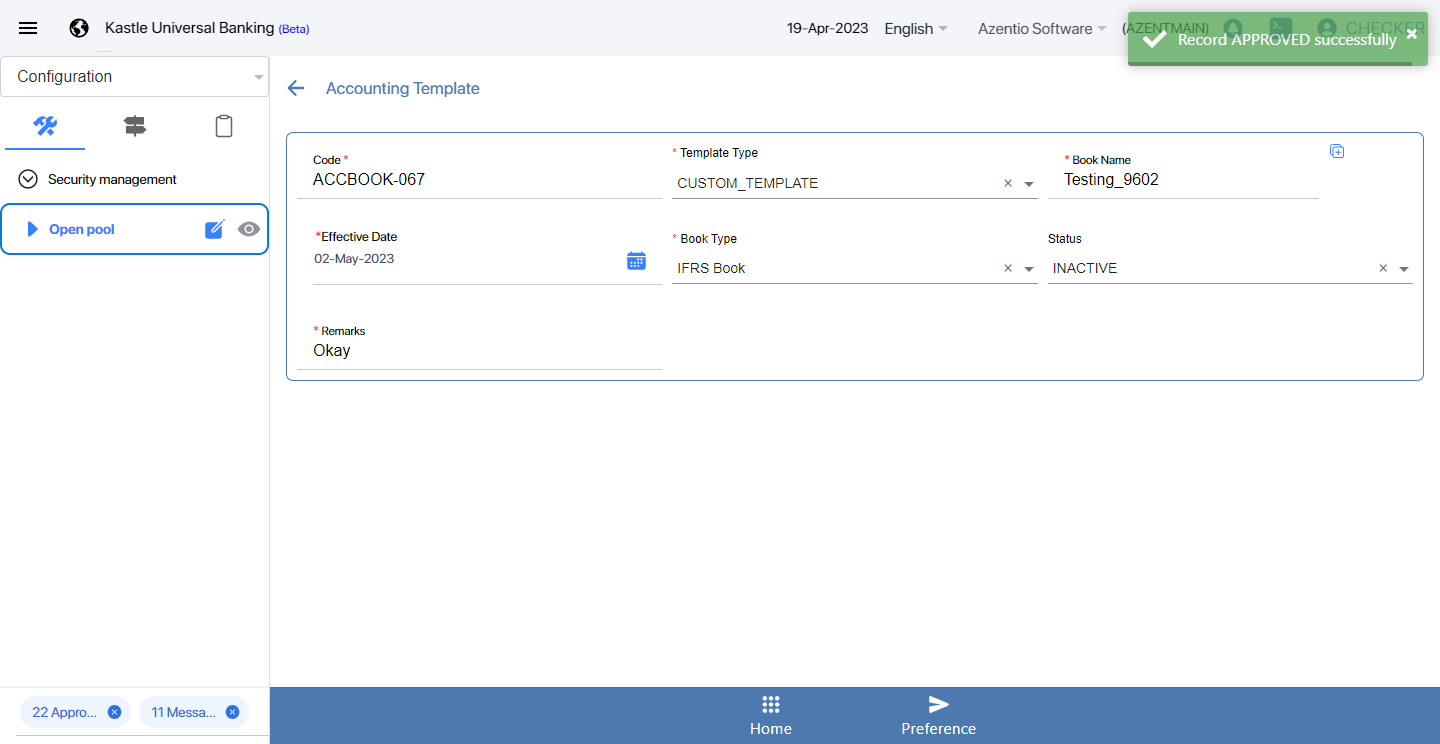 Kastle Universal Banking (Beta)
19-Apr-2023
English
Azentio Software
(AZENTMAIN)
CHECKER
Record APPROVED successfully
Configuration
Accounting Template
Security management
Open pool
Code *
ACCBOOK-067
* Template Type
CUSTOM_TEMPLATE
* Book Name
Testing_9602
*Effective Date
02-May-2023
* Book Type
IFRS Book
Status
INACTIVE
* Remarks
Okay
22 Appro...
11 Messa...
Home
Preference